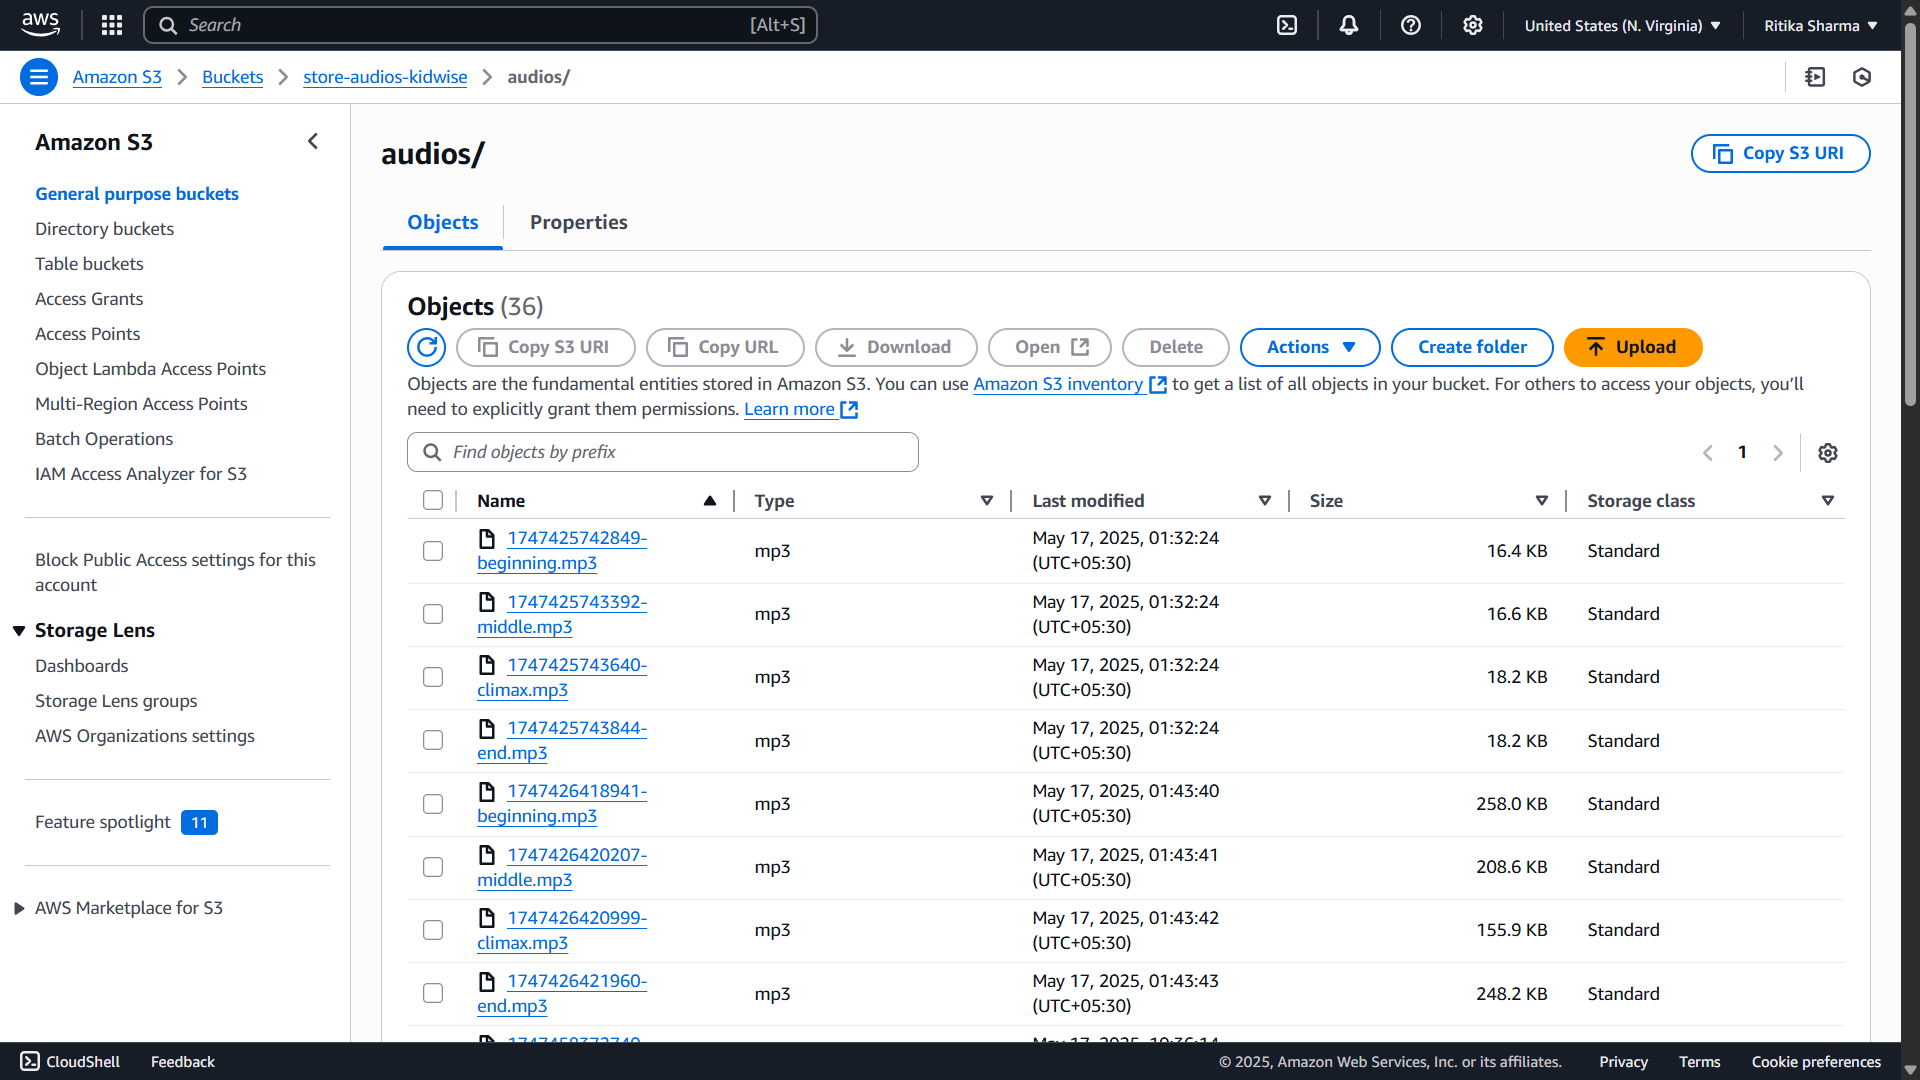 aws
Search [Alt+S]
United States (N. Virginia)
Ritika Sharma
Amazon S3 > Buckets > store-audios-kidwise > audios/
Amazon S3
General purpose buckets
Directory buckets
Table buckets
Access Grants
Access Points
Object Lambda Access Points
Multi-Region Access Points
Batch Operations
IAM Access Analyzer for S3
Block Public Access settings for this
account
Storage Lens
Dashboards
Storage Lens groups
AWS Organizations settings
Feature spotlight 11
AWS Marketplace for S3
audios/
Copy S3 URI
Objects Properties
Objects (36)
Copy S3 URI Copy URL Download Open Delete Actions Create folder Upload
Objects are the fundamental entities stored in Amazon S3. You can use Amazon S3 inventory to get a list of all objects in your bucket. For others to access your objects, you’ll
need to explicitly grant them permissions. Learn more
Find objects by prefix
1
Name Type Last modified Size Storage class
1747425742849-
beginning.mp3
mp3
May 17, 2025, 01:32:24
(UTC+05:30)
16.4 KB
Standard
1747425743392-
middle.mp3
mp3
May 17, 2025, 01:32:24
(UTC+05:30)
16.6 KB
Standard
1747425743640-
climax.mp3
mp3
May 17, 2025, 01:32:24
(UTC+05:30)
18.2 KB
Standard
1747425743844-
end.mp3
mp3
May 17, 2025, 01:32:24
(UTC+05:30)
18.2 KB
Standard
1747426418941-
beginning.mp3
mp3
May 17, 2025, 01:43:40
(UTC+05:30)
258.0 KB
Standard
1747426420207-
middle.mp3
mp3
May 17, 2025, 01:43:41
(UTC+05:30)
208.6 KB
Standard
1747426420999-
climax.mp3
mp3
May 17, 2025, 01:43:42
(UTC+05:30)
155.9 KB
Standard
1747426421960-
end.mp3
mp3
May 17, 2025, 01:43:43
(UTC+05:30)
248.2 KB
Standard
CloudShell Feedback
© 2025, Amazon Web Services, Inc. or its affiliates. Privacy Terms Cookie preferences